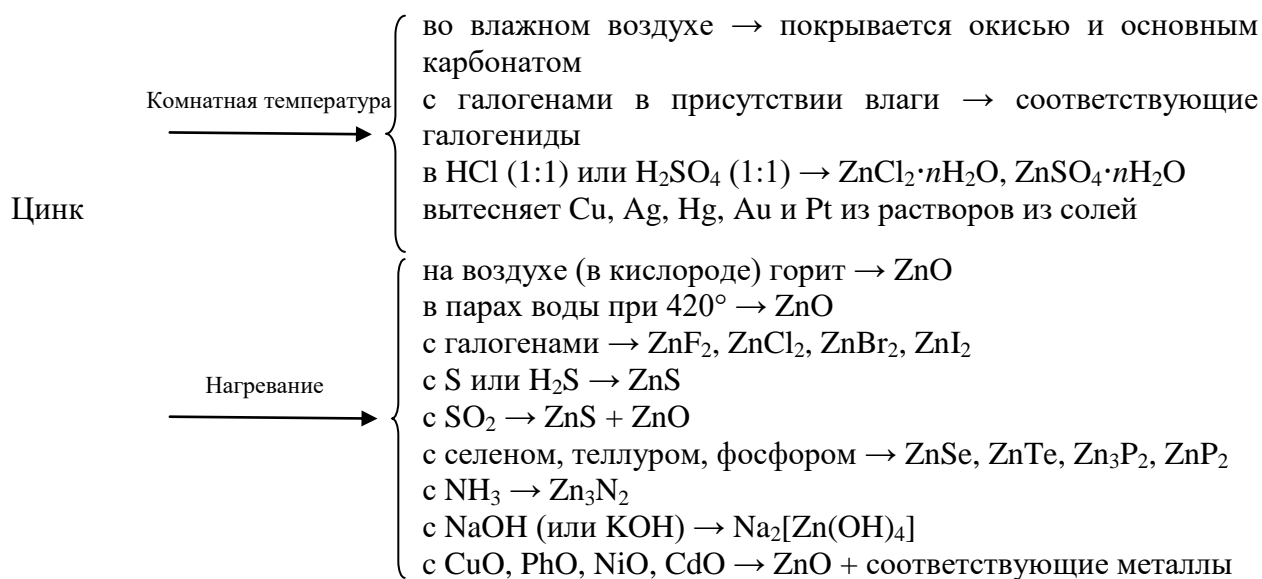 во влажном воздухе → покрывается окисью и основным
карбонатом
Комнатная температура
с галогенами в присутствии влаги → соответствующие
галогениды
в HCl (1:1) или H₂SO₄ (1:1) → ZnCl₂·nH₂O, ZnSO₄·nH₂O
Цинк
вытесняет Cu, Ag, Hg, Au и Pt из растворов из солей
на воздухе (в кислороде) горит → ZnO
в парах воды при 420° → ZnO
с галогенами → ZnF₂, ZnCl₂, ZnBr₂, ZnI₂
Нагревание
с S или H₂S → ZnS
с SO₂ → ZnS + ZnO
с селеном, теллуром, фосфором → ZnSe, ZnTe, Zn₃P₂, ZnP₂
с NH₃ → Zn₃N₂
с NaOH (или KOH) → Na₂[Zn(OH)₄]
с CuO, PhO, NiO, CdO → ZnO + соответствующие металлы